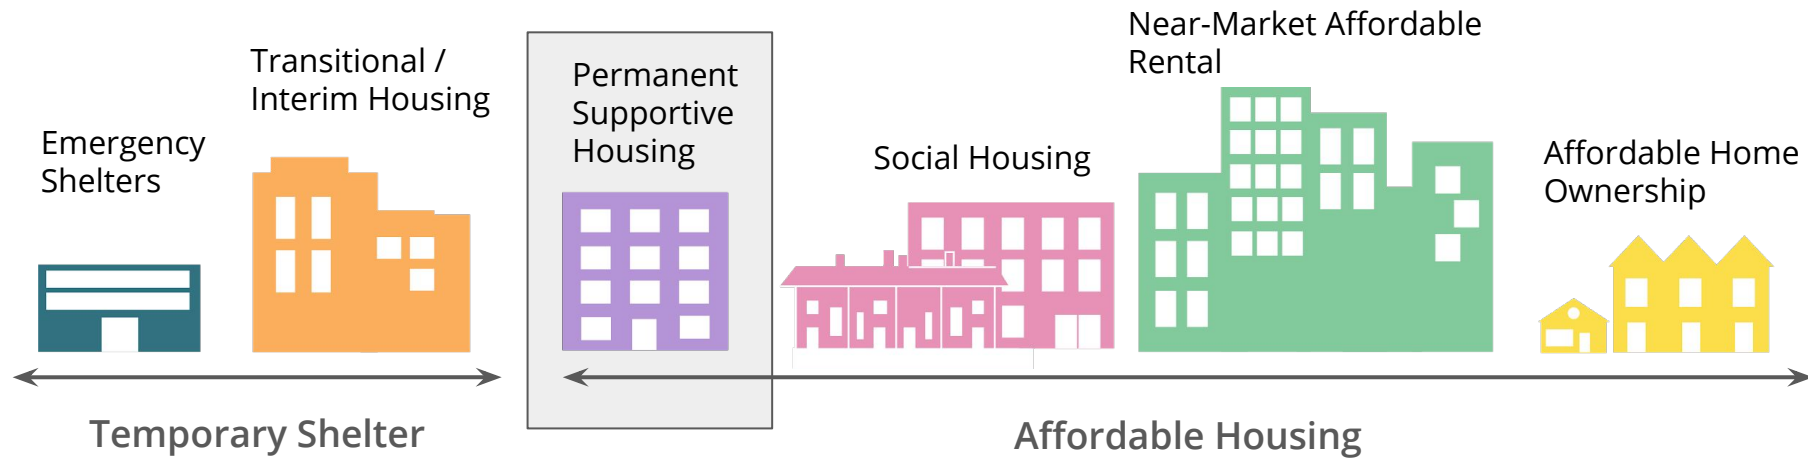 Emergency
Shelters
Transitional /
Interim Housing
Permanent
Supportive
Housing
Social Housing
Near-Market Affordable
Rental
Affordable Home
Ownership
Temporary Shelter
Affordable Housing